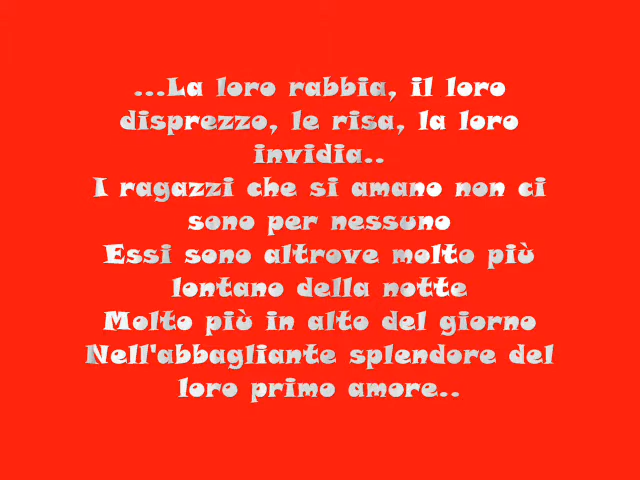 ...La loro rabbia, il loro
disprezzo, le risa, la loro
invidia..
I ragazzi che si amano non ci
sono per nessuno
Essi sono altrove molto più
lontano della notte
Molto più in alto del giorno
Nell'abbagliante splendore del
loro primo amore..